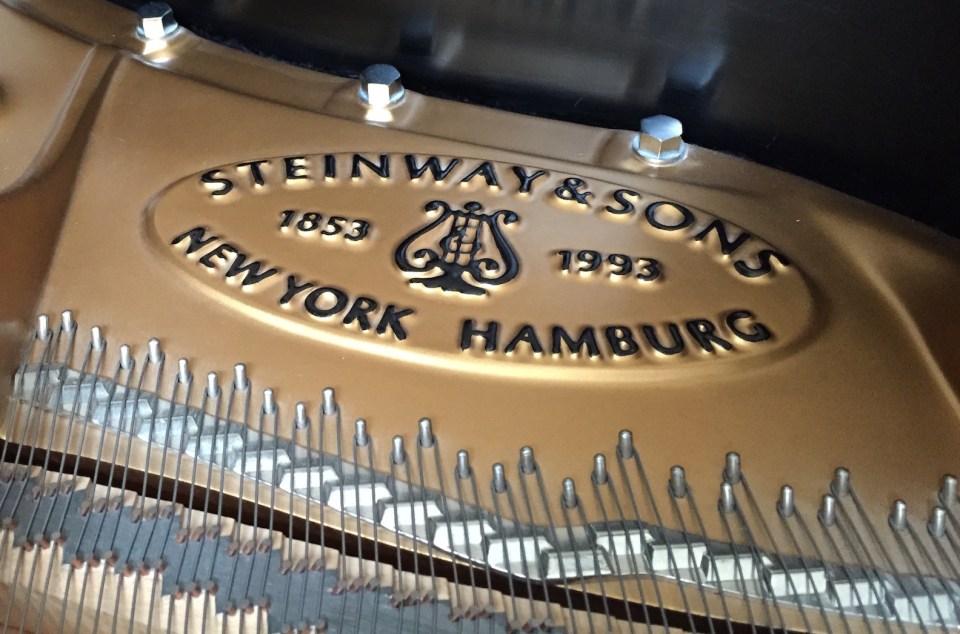 STEINWAY & SONS
1853 1993
NEW YORK HAMBURG